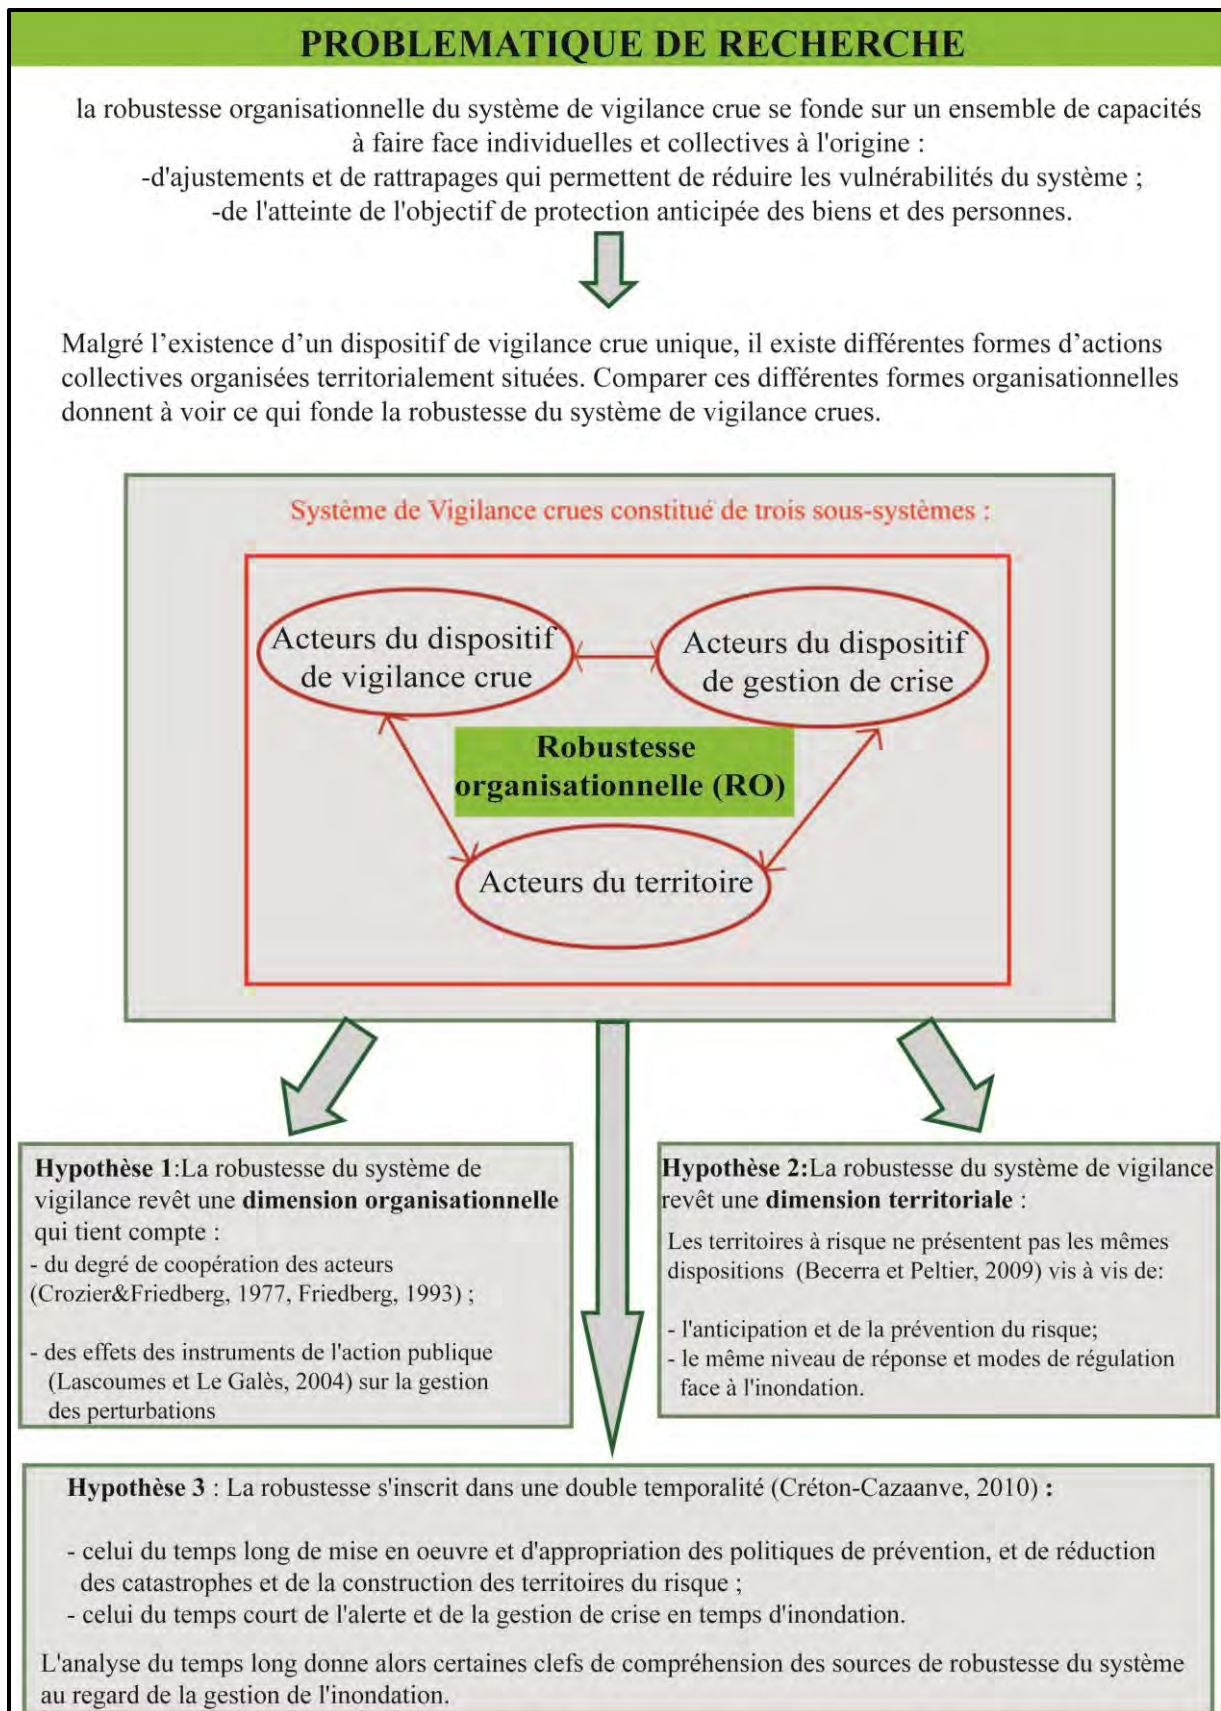 PROBLEMATIQUE DE RECHERCHE
la robustesse organisationnelle du système de vigilance crue se fonde sur un ensemble de capacités
à faire face individuelles et collectives à l'origine :
-d'ajustements et de rattrapages qui permettent de réduire les vulnérabilités du système ;
-de l'atteinte de l'objectif de protection anticipée des biens et des personnes.
Malgré l’existence d’un dispositif de vigilance crue unique, il existe différentes formes d’actions
collectives organisées territorialement situées. Comparer ces différentes formes organisationnelles
donnent à voir ce qui fonde la robustesse du système de vigilance crues.
Système de Vigilance crues constitué de trois sous-systèmes :
Acteurs du dispositif
de vigilance crue
Acteurs du dispositif
de gestion de crise
Robustesse
organisationnelle (RO)
Acteurs du territoire
Hypothèse 1:La robustesse du système de
vigilance revêt une dimension organisationnelle
qui tient compte :
- du degré de coopération des acteurs
(Crozier&Friedberg, 1977, Friedberg, 1993) ;
- des effets des instruments de l'action publique
(Lascoumes et Le Galès, 2004) sur la gestion
des perturbations
Hypothèse 2:La robustesse du système de vigilance
revêt une dimension territoriale :
Les territoires à risque ne présentent pas les mêmes
dispositions (Becerra et Peltier, 2009) vis à vis de:
- l'anticipation et de la prévention du risque;
- le même niveau de réponse et modes de régulation
face à l'inondation.
Hypothèse 3 : La robustesse s'inscrit dans une double temporalité (Créton-Cazaanve, 2010) :
- celui du temps long de mise en oeuvre et d'appropriation des politiques de prévention, et de réduction
des catastrophes et de la construction des territoires du risque ;
- celui du temps court de l'alerte et de la gestion de crise en temps d'inondation.
L'analyse du temps long donne alors certaines clefs de compréhension des sources de robustesse du système
au regard de la gestion de l'inondation.